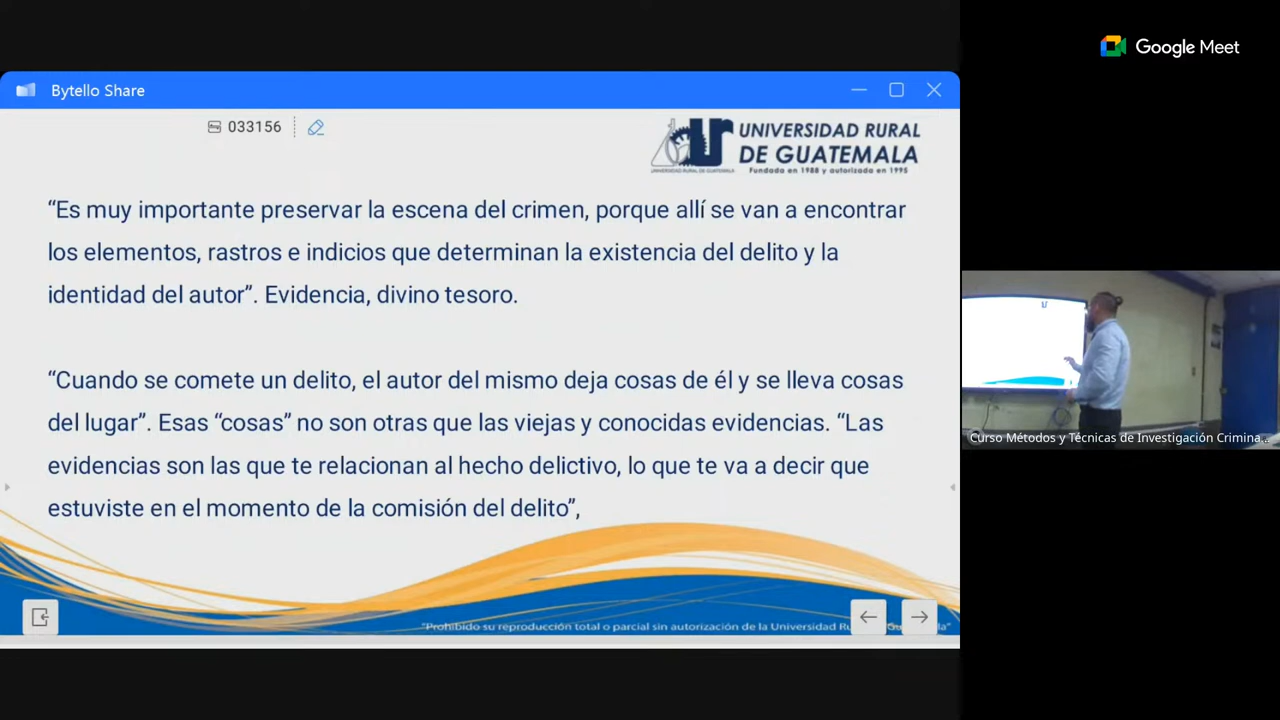 Google Meet
Bytello Share
033156
UNIVERSIDAD RURAL
DE GUATEMALA
Fundada en 1988 y autorizada en 1995
UNIVERSIDAD RURAL DE GUATEMALA
“Es muy importante preservar la escena del crimen, porque allí se van a encontrar
los elementos, rastros e indicios que determinan la existencia del delito y la
identidad del autor”. Evidencia, divino tesoro.
“Cuando se comete un delito, el autor del mismo deja cosas de él y se lleva cosas
del lugar”. Esas “cosas” no son otras que las viejas y conocidas evidencias. “Las
evidencias son las que te relacionan al hecho delictivo, lo que te va a decir que
estuviste en el momento de la comisión del delito”,
Curso Métodos y Técnicas de Investigación Crimina...
"Prohibido su reproducción total o parcial sin autorización de la Universidad